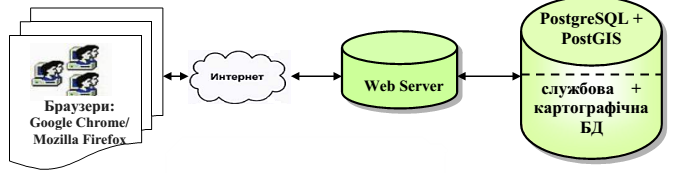 Браузери:
Google Chrome/
Mozilla Firefox
Интернет
Web Server
PostgreSQL +
PostGIS
службова +
картографічна
БД